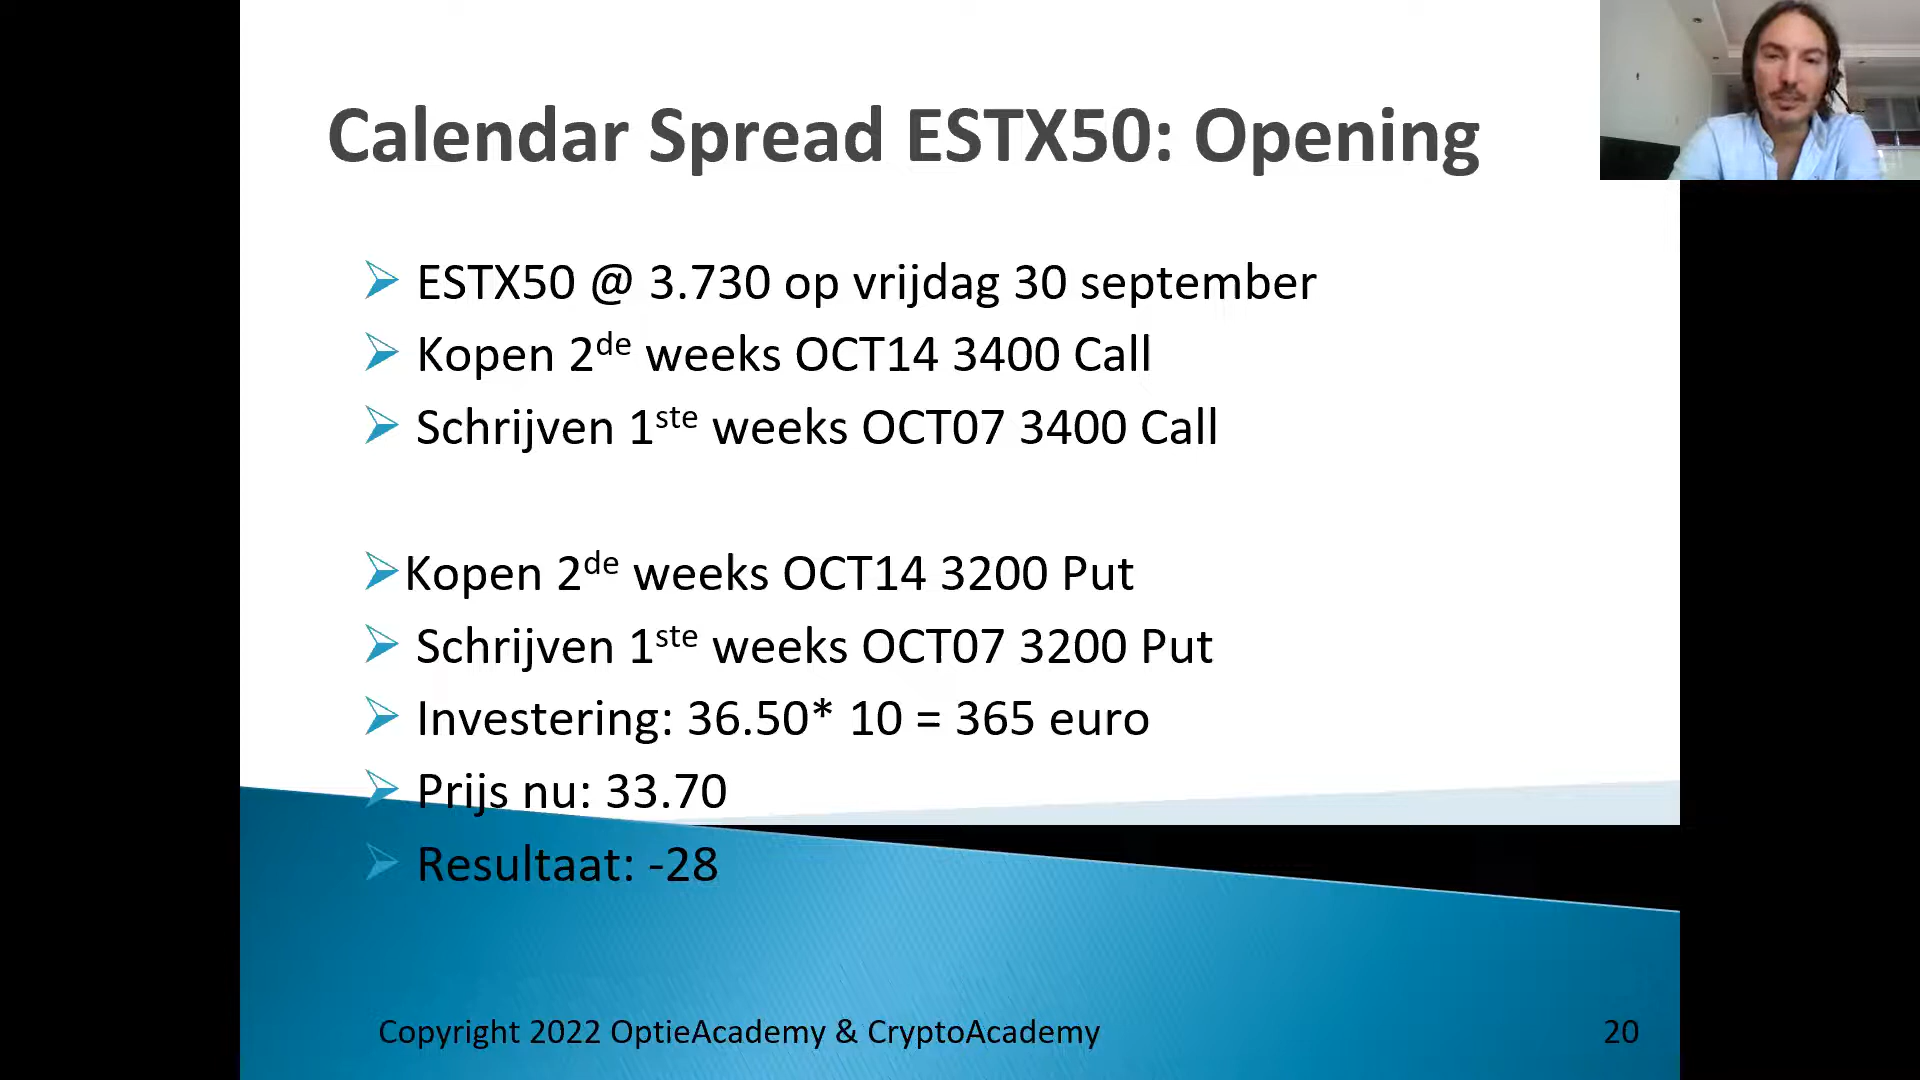 Calendar Spread ESTX50: Opening
ESTX50 @ 3.730 op vrijdag 30 september
Kopen 2de weeks OCT14 3400 Call
Schrijven 1ste weeks OCT07 3400 Call
Kopen 2de weeks OCT14 3200 Put
Schrijven 1ste weeks OCT07 3200 Put
Investering: 36.50* 10 = 365 euro
Prijs nu: 33.70
Resultaat: -28
Copyright 2022 OptieAcademy & CryptoAcademy
20